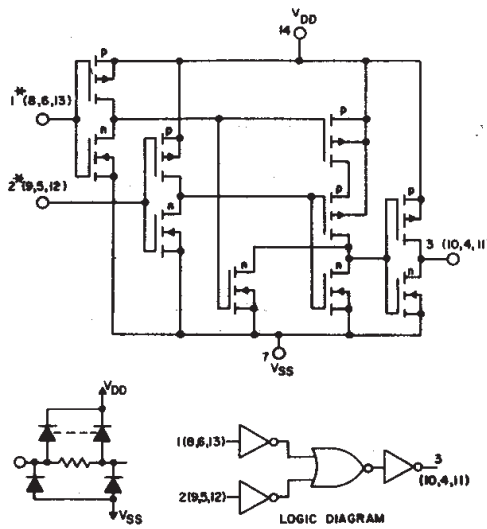 VDD
14
p
1*(8,6,13)
n
p
p
2*(9,5,12)
n
p
p
n
n
3 (10,4,11
n
7
VSS
VDD
VSS
1(8,6,13)
2(9,5,12)
3
(10,4,11)
LOGIC DIAGRAM